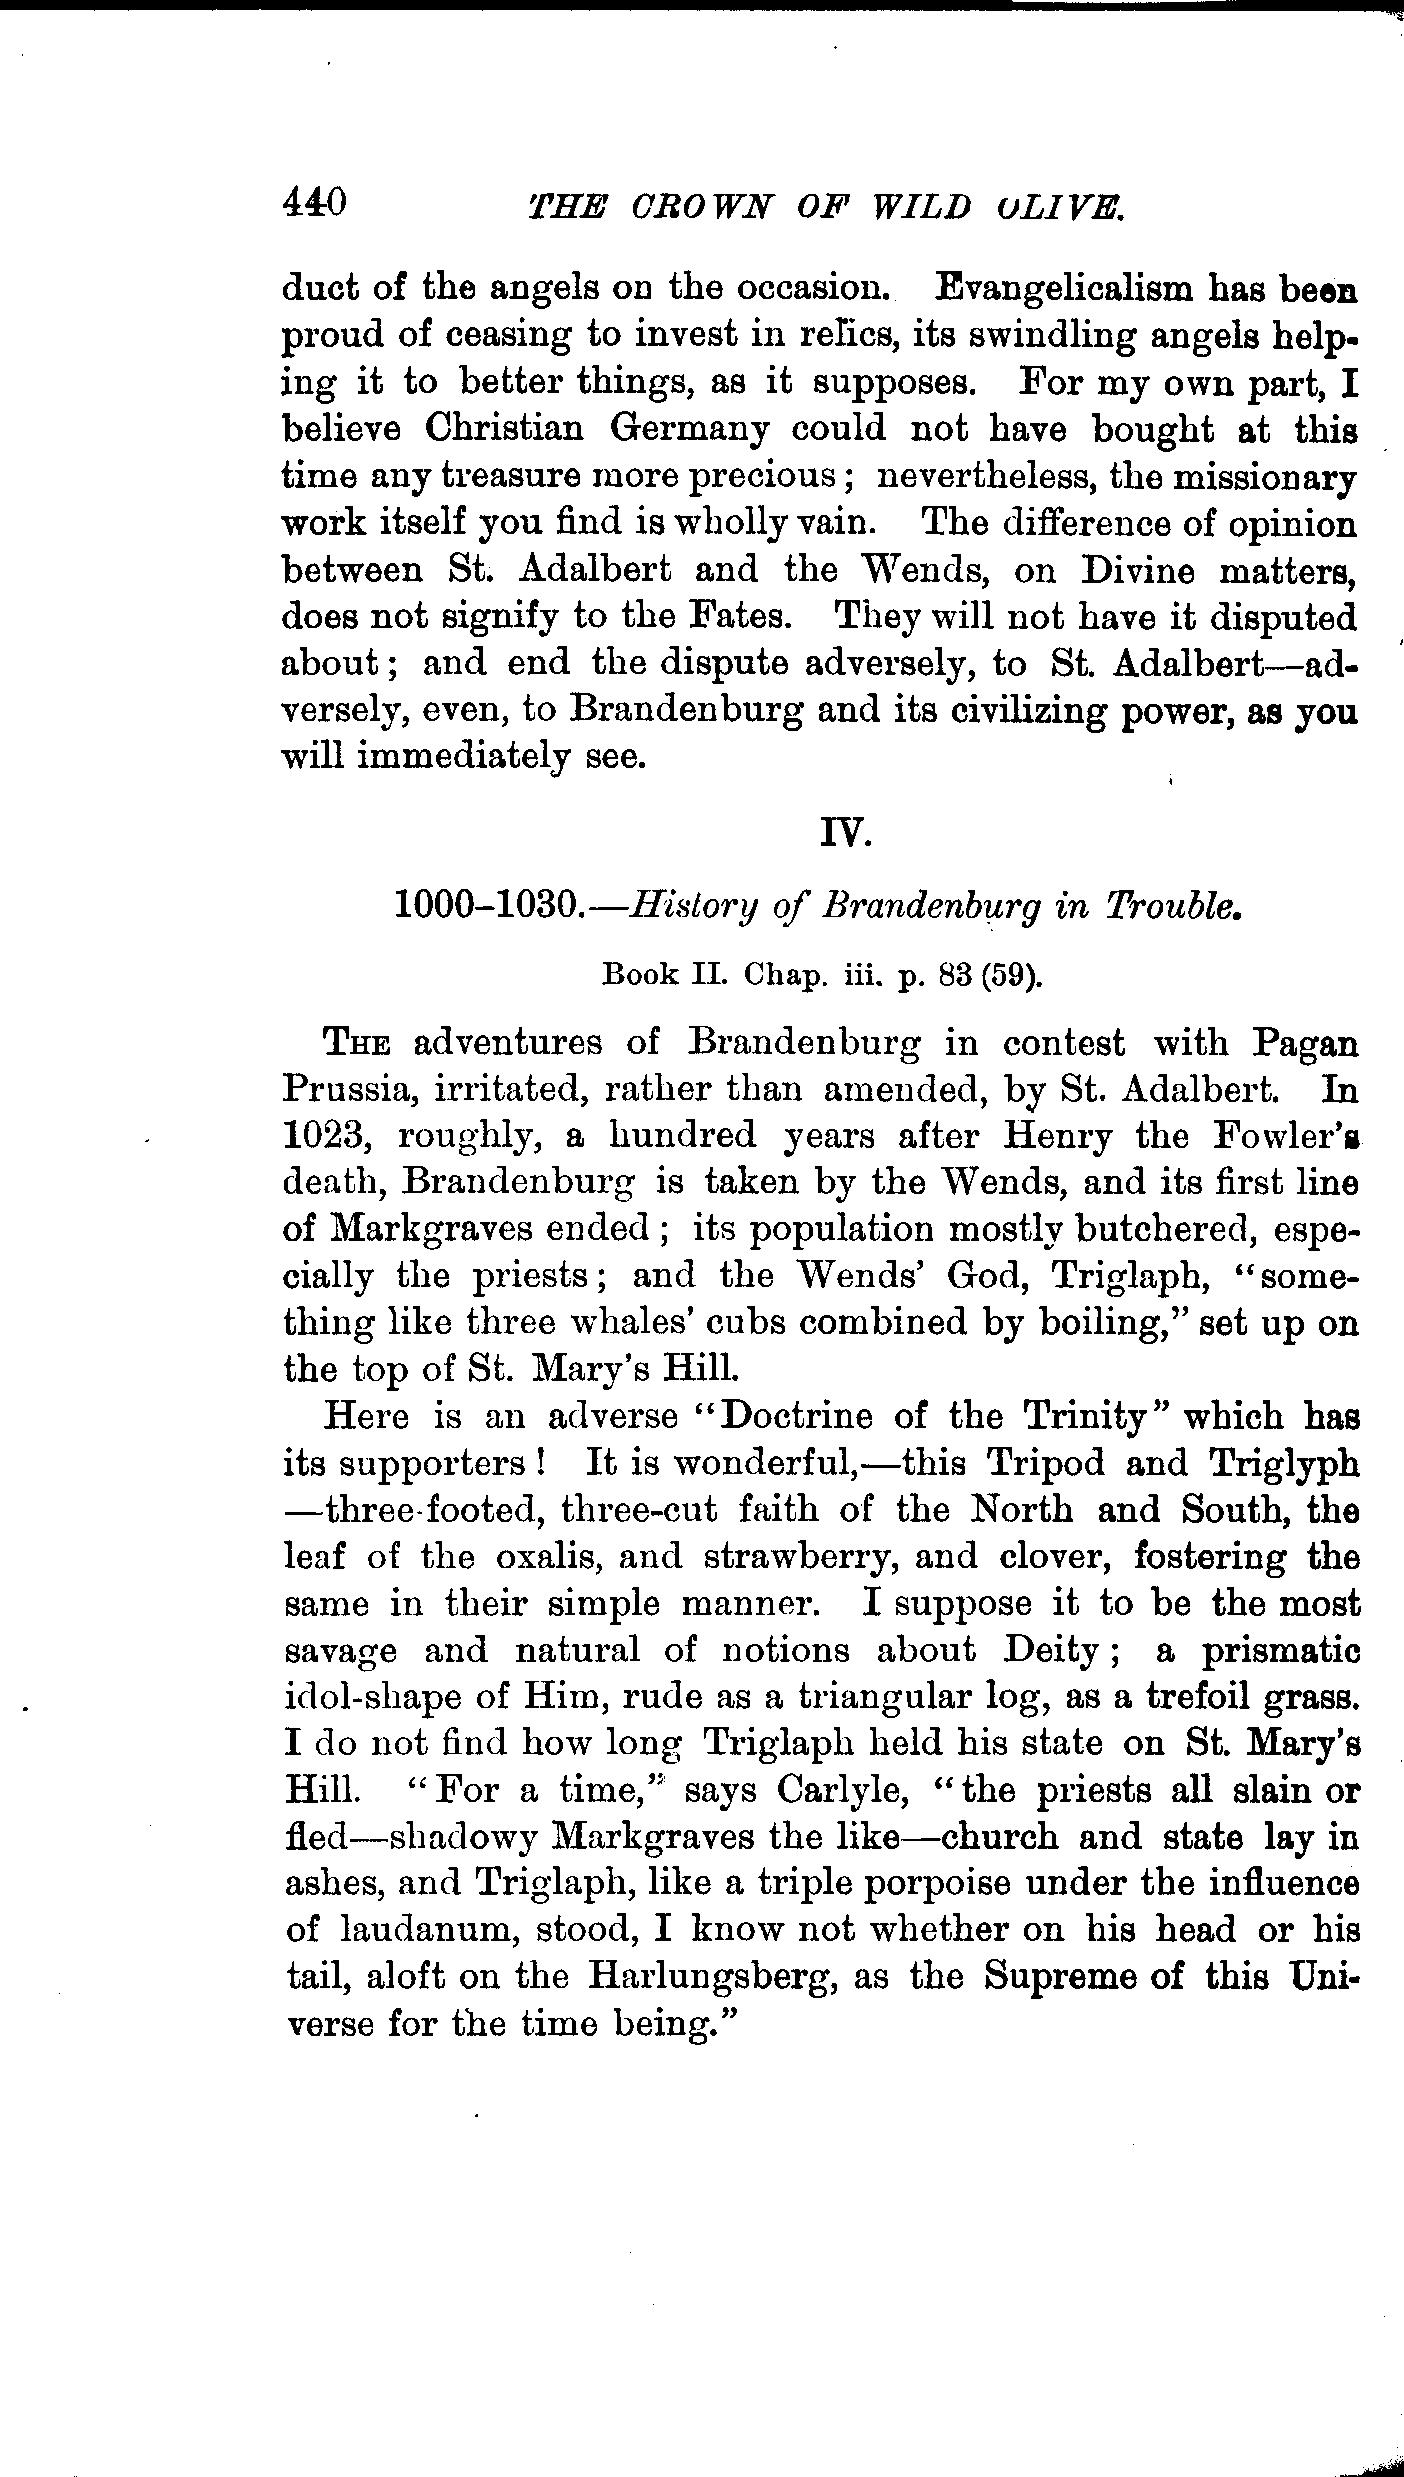 440 THE CROWN OF WILD OLIVE.
duct of the angels on the occasion. Evangelicalism has been
proud of ceasing to invest in relics, its swindling angels help-
ing it to better things, as it supposes. For my own part, I
believe Christian Germany could not have bought at this
time any treasure more precious; nevertheless, the missionary
work itself you find is wholly vain. The difference of opinion
between St. Adalbert and the Wends, on Divine matters,
does not signify to the Fates. They will not have it disputed
about; and end the dispute adversely, to St. Adalbert—ad-
versely, even, to Brandenburg and its civilizing power, as you
will immediately see.
IV.
1000–1030.—History of Brandenburg in Trouble.
Book II. Chap. iii. p. 83 (59).
THE adventures of Brandenburg in contest with Pagan
Prussia, irritated, rather than amended, by St. Adalbert. In
1023, roughly, a hundred years after Henry the Fowler's
death, Brandenburg is taken by the Wends, and its first line
of Markgraves ended; its population mostly butchered, espe-
cially the priests; and the Wends' God, Triglaph, "some-
thing like three whales' cubs combined by boiling," set up on
the top of St. Mary's Hill.
Here is an adverse "Doctrine of the Trinity" which has
its supporters! It is wonderful,—this Tripod and Triglyph
—three-footed, three-cut faith of the North and South, the
leaf of the oxalis, and strawberry, and clover, fostering the
same in their simple manner. I suppose it to be the most
savage and natural of notions about Deity; a prismatic
idol-shape of Him, rude as a triangular log, as a trefoil grass.
I do not find how long Triglaph held his state on St. Mary's
Hill. "For a time," says Carlyle, "the priests all slain or
fled—shadowy Markgraves the like—church and state lay in
ashes, and Triglaph, like a triple porpoise under the influence
of laudanum, stood, I know not whether on his head or his
tail, aloft on the Harlungsberg, as the Supreme of this Uni-
verse for the time being."